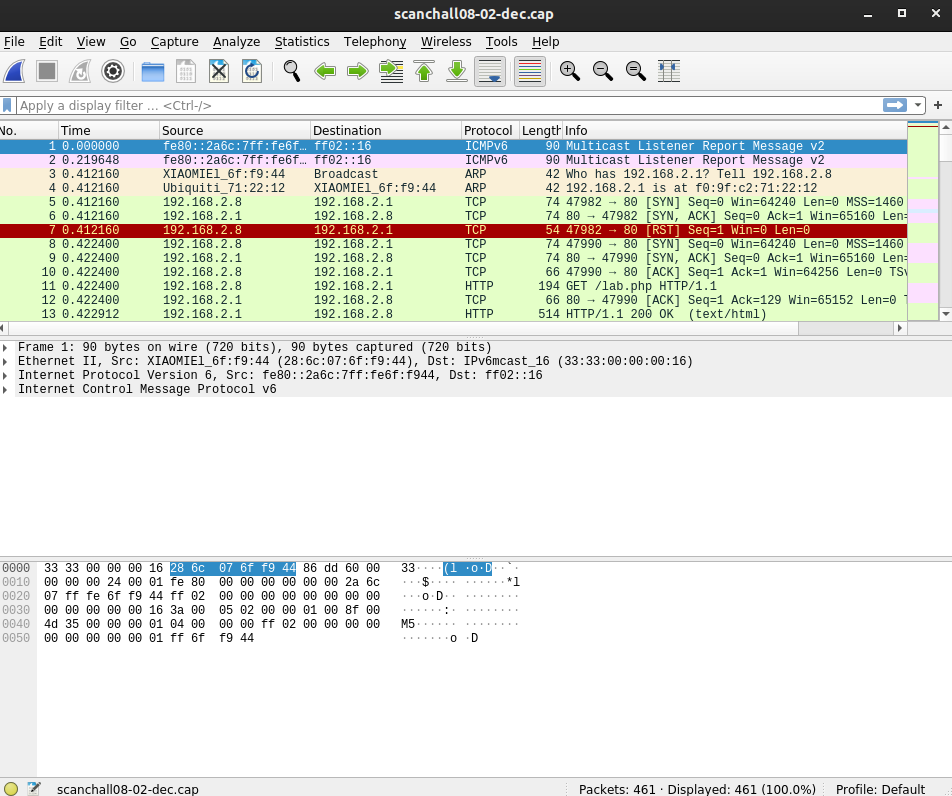 scanchall08-02-dec.cap
File Edit View Go Capture Analyze Statistics Telephony Wireless Tools Help
Apply a display filter … <Ctrl-/>
No. Time Source Destination Protocol Length Info
1 0.000000 fe80::2a6c:7ff:fe6f… ff02::16 ICMPv6 90 Multicast Listener Report Message v2
2 0.219648 fe80::2a6c:7ff:fe6f… ff02::16 ICMPv6 90 Multicast Listener Report Message v2
3 0.412160 XIAOMIEl_6f:f9:44 Broadcast ARP 42 Who has 192.168.2.1? Tell 192.168.2.8
4 0.412160 Ubiquiti_71:22:12 XIAOMIEl_6f:f9:44 ARP 42 192.168.2.1 is at f0:9f:c2:71:22:12
5 0.412160 192.168.2.8 192.168.2.1 TCP 74 47982 → 80 [SYN] Seq=0 Win=64240 Len=0 MSS=1460
6 0.412160 192.168.2.1 192.168.2.8 TCP 74 80 → 47982 [SYN, ACK] Seq=0 Ack=1 Win=65160 Len=
7 0.412160 192.168.2.8 192.168.2.1 TCP 54 47982 → 80 [RST] Seq=1 Win=0 Len=0
8 0.422400 192.168.2.8 192.168.2.1 TCP 74 47990 → 80 [SYN] Seq=0 Win=64240 Len=0 MSS=1460
9 0.422400 192.168.2.1 192.168.2.8 TCP 74 80 → 47990 [SYN, ACK] Seq=0 Ack=1 Win=65160 Len=
10 0.422400 192.168.2.8 192.168.2.1 TCP 66 47990 → 80 [ACK] Seq=1 Ack=1 Win=64256 Len=0 TSv
11 0.422400 192.168.2.8 192.168.2.1 HTTP 194 GET /lab.php HTTP/1.1
12 0.422400 192.168.2.1 192.168.2.8 TCP 66 80 → 47990 [ACK] Seq=1 Ack=129 Win=65152 Len=0 T
13 0.422912 192.168.2.1 192.168.2.8 HTTP 514 HTTP/1.1 200 OK (text/html)
Frame 1: 90 bytes on wire (720 bits), 90 bytes captured (720 bits)
Ethernet II, Src: XIAOMIEl_6f:f9:44 (28:6c:07:6f:f9:44), Dst: IPv6mcast_16 (33:33:00:00:00:16)
Internet Protocol Version 6, Src: fe80::2a6c:7ff:fe6f:f944, Dst: ff02::16
Internet Control Message Protocol v6
0000 33 33 00 00 00 16 28 6c 07 6f f9 44 86 dd 60 00 33····(l ·o·D··`·
0010 00 00 00 24 00 01 fe 80 00 00 00 00 00 00 2a 6c ···$···· ······*l
0020 07 ff fe 6f f9 44 ff 02 00 00 00 00 00 00 00 00 ···o·D·· ········
0030 00 00 00 00 00 16 3a 00 05 02 00 00 01 00 8f 00 ······:· ········
0040 4d 35 00 00 00 01 04 00 00 00 ff 02 00 00 00 00 M5······ ········
0050 00 00 00 00 00 01 ff 6f f9 44 ·······o ·D
scanchall08-02-dec.cap Packets: 461 · Displayed: 461 (100.0%) Profile: Default